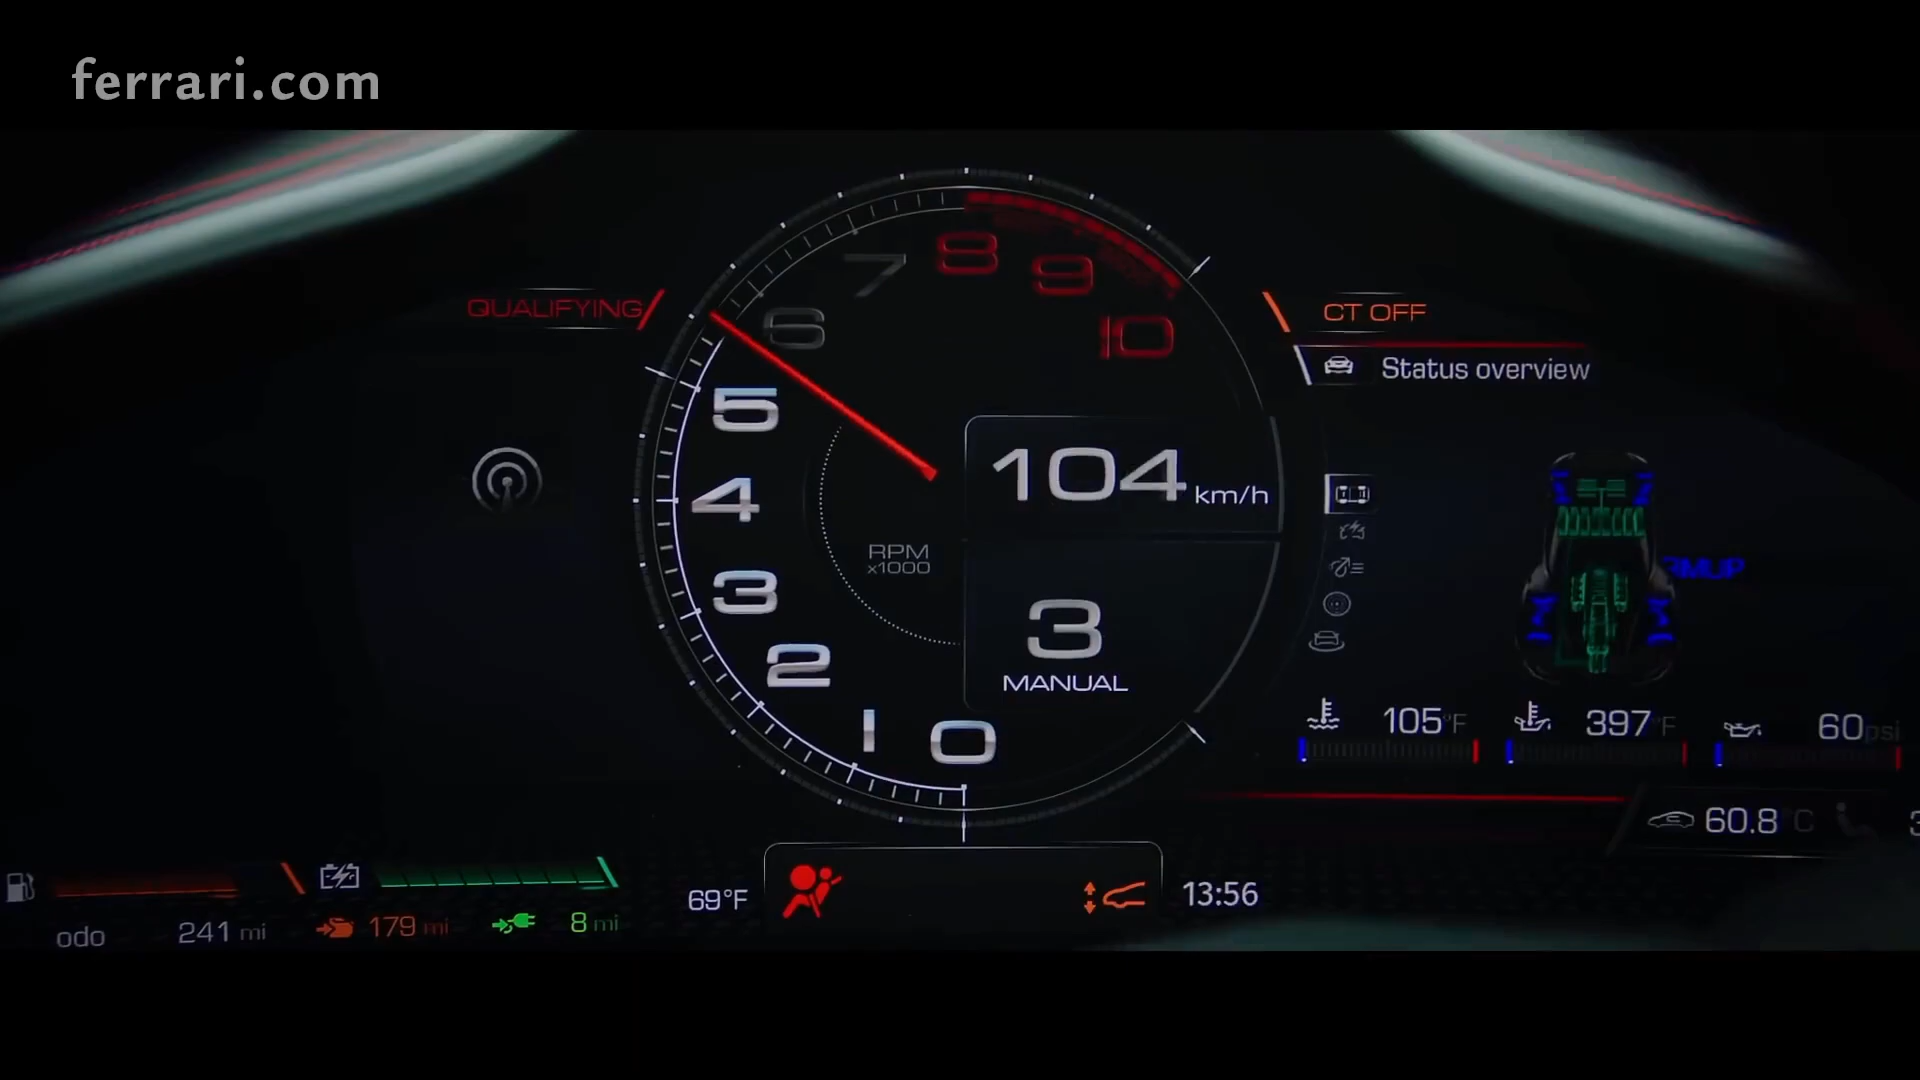 ferrari.com
QUALIFYING
8
7
9
6
10
5
4
3
2
1
0
RPM
x1000
104 km/h
3
MANUAL
CT OFF
Status overview
105°F
397°F
60 psi
60.8°C
odo 241 mi
179 mi
8 mi
69°F
13:56